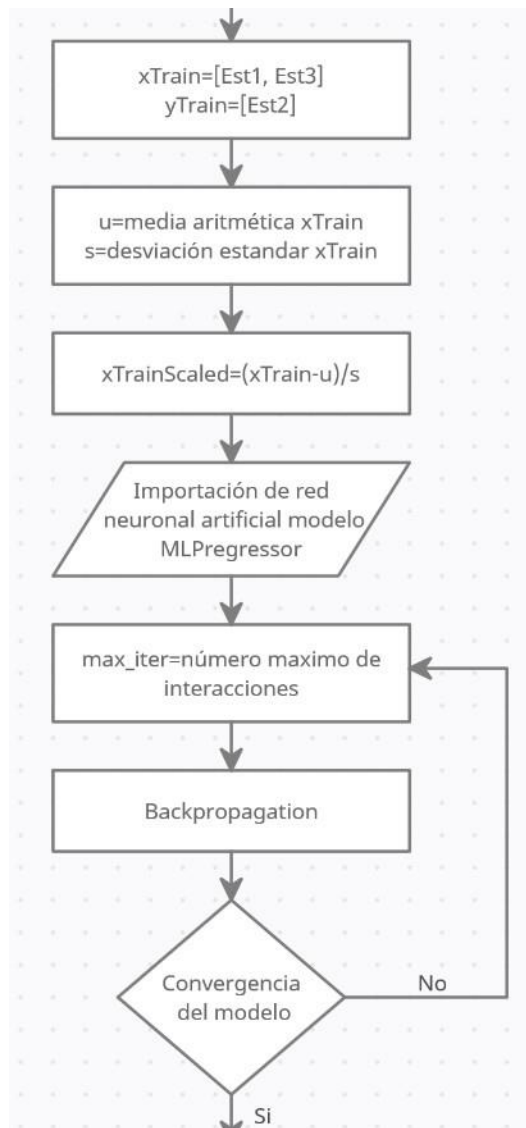 xTrain=[Est1, Est3]
yTrain=[Est2]
u=media aritmética xTrain
s=desviación estandar xTrain
xTrainScaled=(xTrain-u)/s
Importación de red
neuronal artificial modelo
MLPregressor
max_iter=número maximo de
interacciones
Backpropagation
Convergencia
del modelo
No
Si